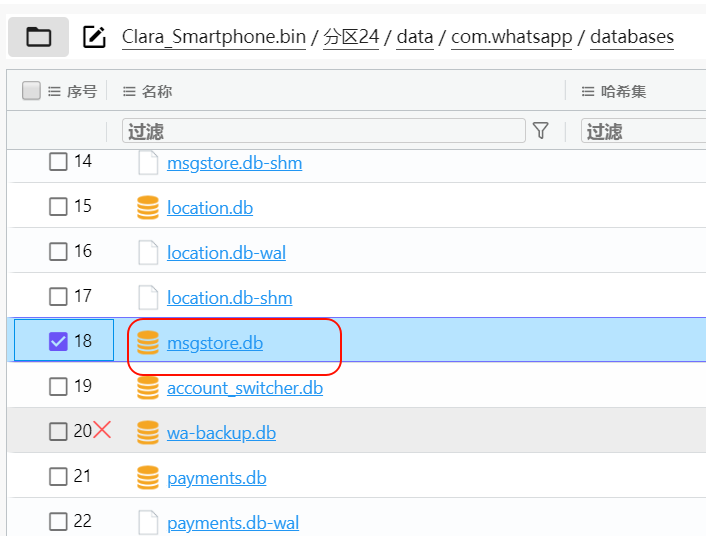 Clara_Smartphone.bin / 分区24 / data / com.whatsapp / databases
序号 名称 哈希集
过滤 过滤
14 msgstore.db-shm
15 location.db
16 location.db-wal
17 location.db-shm
18 msgstore.db
19 account_switcher.db
20 wa-backup.db
21 payments.db
22 payments.db-wal